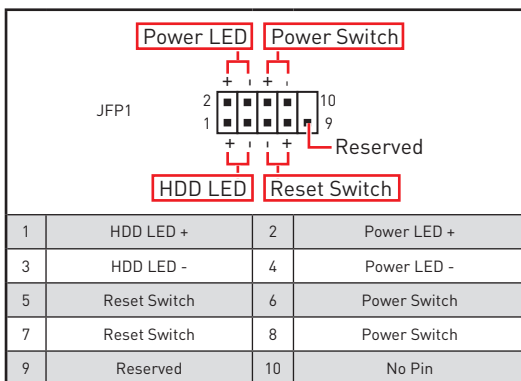 Power LED Power Switch
+ - + -
JFP1
2 10
1 9
+ - - +
Reserved
HDD LED Reset Switch
1 HDD LED + 2 Power LED +
3 HDD LED - 4 Power LED -
5 Reset Switch 6 Power Switch
7 Reset Switch 8 Power Switch
9 Reserved 10 No Pin